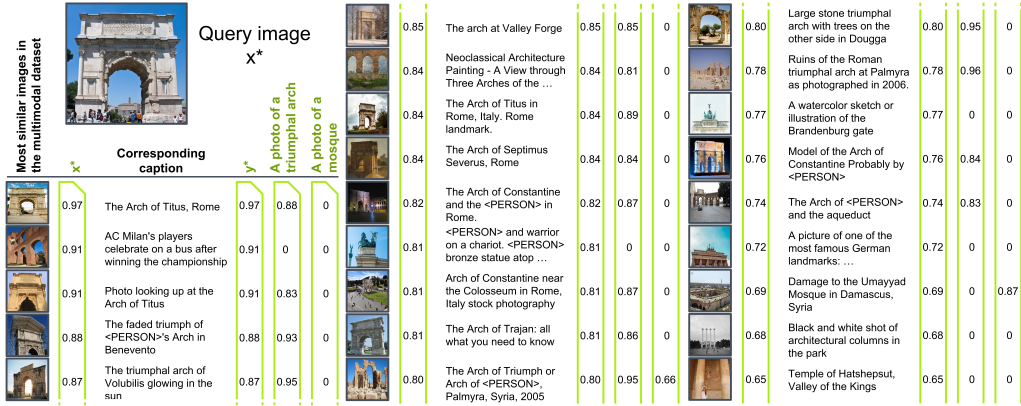 Most similar images in
the multimodal dataset
Query image
x*
x*
Corresponding
caption
y*
A photo of a
triumphal arch
A photo of a
mosque
0.97
The Arch of Titus, Rome
0.97
0.88
0
0.91
AC Milan's players
celebrate on a bus after
winning the championship
0.91
0
0
0.91
Photo looking up at the
Arch of Titus
0.91
0.83
0
0.88
The faded triumph of
<PERSON>'s Arch in
Benevento
0.88
0.93
0
0.87
The triumphal arch of
Volubilis glowing in the
sun
0.87
0.95
0
0.85
The arch at Valley Forge
0.85
0.85
0
0.84
Neoclassical Architecture
Painting - A View through
Three Arches of the …
0.84
0.81
0
0.84
The Arch of Titus in
Rome, Italy. Rome
landmark.
0.84
0.89
0
0.84
The Arch of Septimus
Severus, Rome
0.84
0.84
0
0.82
The Arch of Constantine
and the <PERSON> in
Rome.
0.82
0.87
0
0.81
<PERSON> and warrior
on a chariot. <PERSON>
bronze statue atop …
0.81
0
0
0.81
Arch of Constantine near
the Colosseum in Rome,
Italy stock photography
0.81
0.87
0
0.81
The Arch of Trajan: all
what you need to know
0.81
0.86
0
0.80
The Arch of Triumph or
Arch of <PERSON>,
Palmyra, Syria, 2005
0.80
0.95
0.66
0.80
Large stone triumphal
arch with trees on the
other side in Dougga
0.80
0.95
0
0.78
Ruins of the Roman
triumphal arch at Palmyra
as photographed in 2006.
0.78
0.96
0
0.77
A watercolor sketch or
illustration of the
Brandenburg gate
0.77
0
0
0.76
Model of the Arch of
Constantine Probably by
<PERSON>
0.76
0.84
0
0.74
The Arch of <PERSON>
and the aqueduct
0.74
0.83
0
0.72
A picture of one of the
most famous German
landmarks: …
0.72
0
0
0.69
Damage to the Umayyad
Mosque in Damascus,
Syria
0.69
0
0.87
0.68
Black and white shot of
architectural columns in
the park
0.68
0
0
0.65
Temple of Hatshepsut,
Valley of the Kings
0.65
0
0